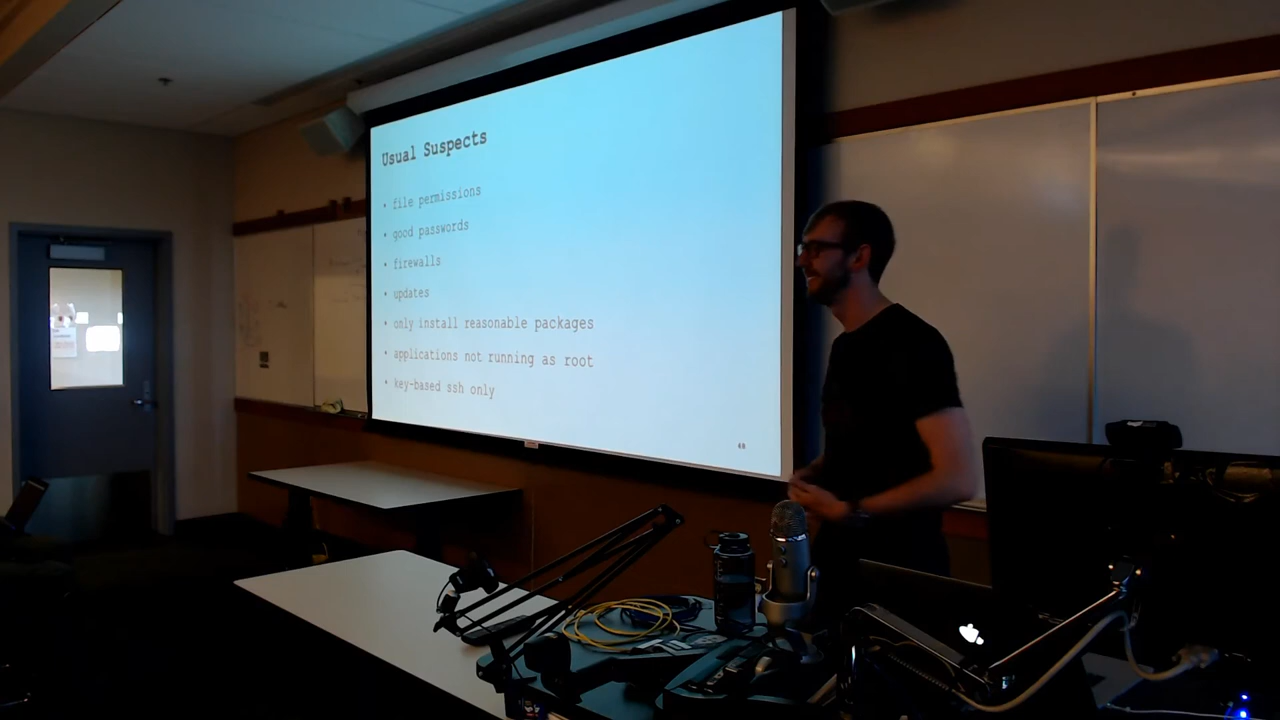 Usual Suspects
• file permissions
• good passwords
• firewalls
• updates
• only install reasonable packages
• applications not running as root
• key-based ssh only